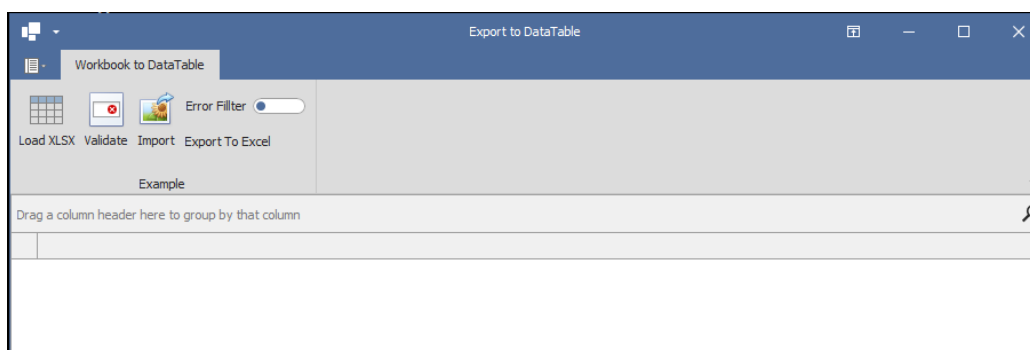 Export to DataTable
Workbook to DataTable
Error Fillter
Load XLSX Validate Import Export To Excel
Example
Drag a column header here to group by that column